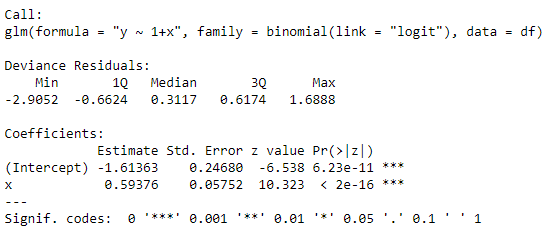 Call:
glm(formula = "y ~ 1+x", family = binomial(link = "logit"), data = df)
Deviance Residuals:
Min 1Q Median 3Q Max
-2.9052 -0.6624 0.3117 0.6174 1.6888
Coefficients:
Estimate Std. Error z value Pr(>|z|)
(Intercept) -1.61363 0.24680 -6.538 6.23e-11 ***
x 0.59376 0.05752 10.323 < 2e-16 ***
---
Signif. codes: 0 '***' 0.001 '**' 0.01 '*' 0.05 '.' 0.1 ' ' 1